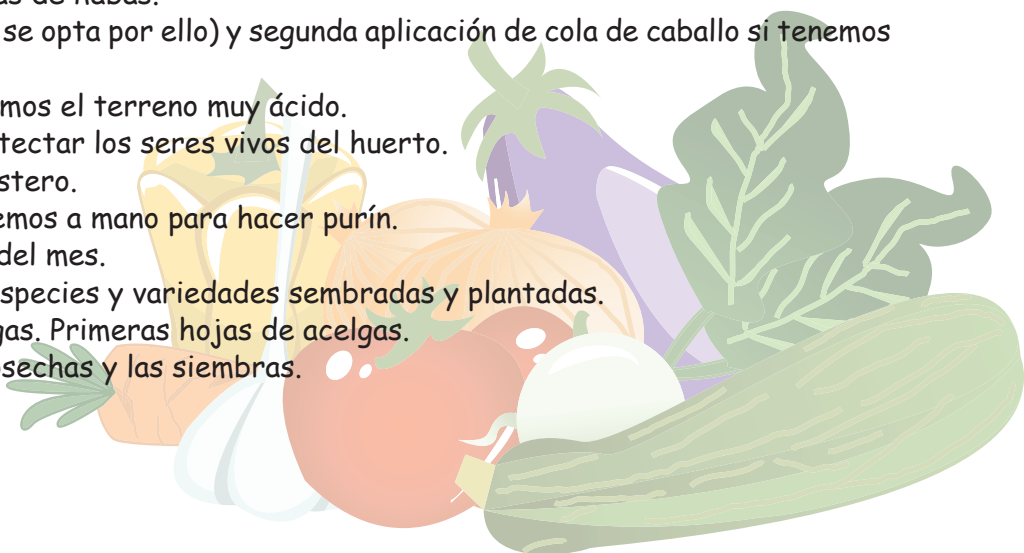 de habas.
se opta por ello) y segunda aplicación de cola de caballo si tenemos
mos el terreno muy ácido.
tectar los seres vivos del huerto.
stero.
emos a mano para hacer purín.
del mes.
species y variedades sembradas y plantadas.
gas. Primeras hojas de acelgas.
sechas y las siembras.